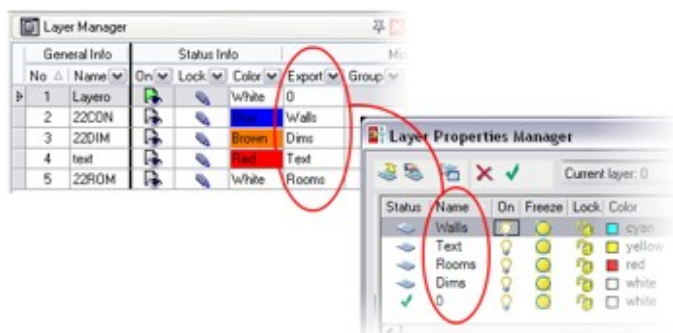 Layer Manager
General Info Status Info
No Name On Lock Color Export Group
1 Layero White 0
2 22CON Walls
3 22DIM Brown Dims
4 text Red Text
5 22ROM White Rooms
Layer Properties Manager
Current layer: 0
Status Name On Freeze Lock Color
Walls cyan
Text yellow
Rooms red
Dims white
0 white